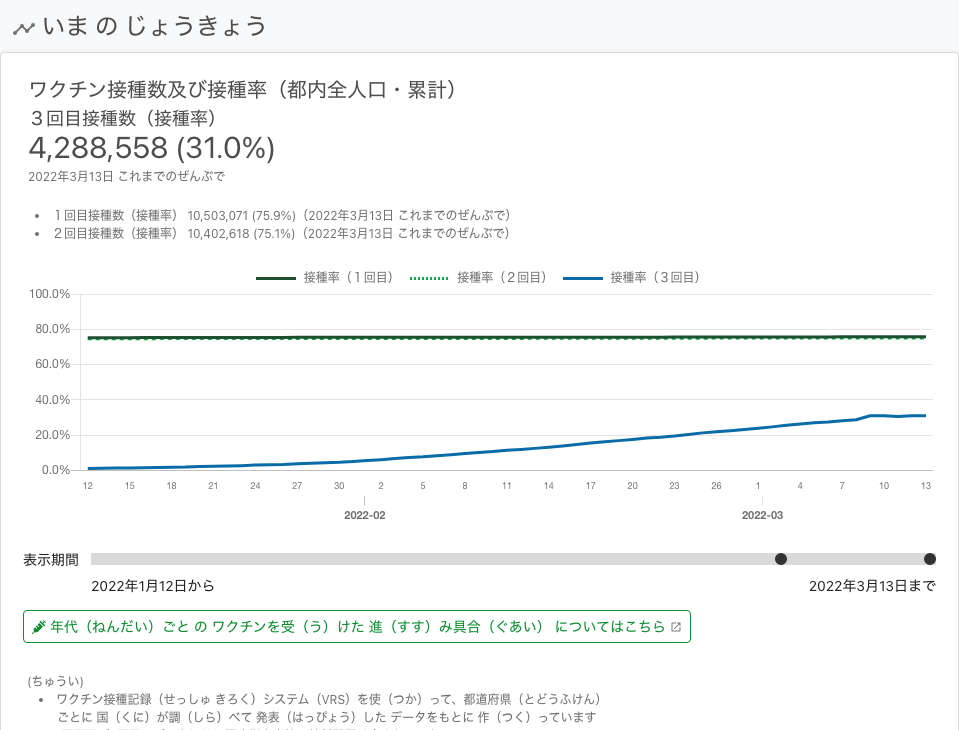 いま の じょうきょう
ワクチン接種数及び接種率（都内全人口・累計）
３回目接種数（接種率）
4,288,558 (31.0%)
2022年3月13日 これまでのぜんぶで
• １回目接種数（接種率） 10,503,071 (75.9%)（2022年3月13日 これまでのぜんぶで）
• ２回目接種数（接種率） 10,402,618 (75.1%)（2022年3月13日 これまでのぜんぶで）
接種率（１回目） 接種率（２回目） 接種率（３回目）
100.0%
80.0%
60.0%
40.0%
20.0%
0.0%
12 15 18 21 24 27 30 2 5 8 11 14 17 20 23 26 1 4 7 10 13
2022-02 2022-03
表示期間
2022年1月12日から 2022年3月13日まで
年代（ねんだい）ごと の ワクチンを受（う）けた 進（すす）み具合（ぐあい） についてはこちら
(ちゅうい)
• ワクチン接種記録（せっしゅ きろく）システム（VRS）を使（つか）って、都道府県（とどうふけん）
ごとに 国（くに）が調（しら）べて 発表（はっぴょう）した データをもとに 作（つく）っています